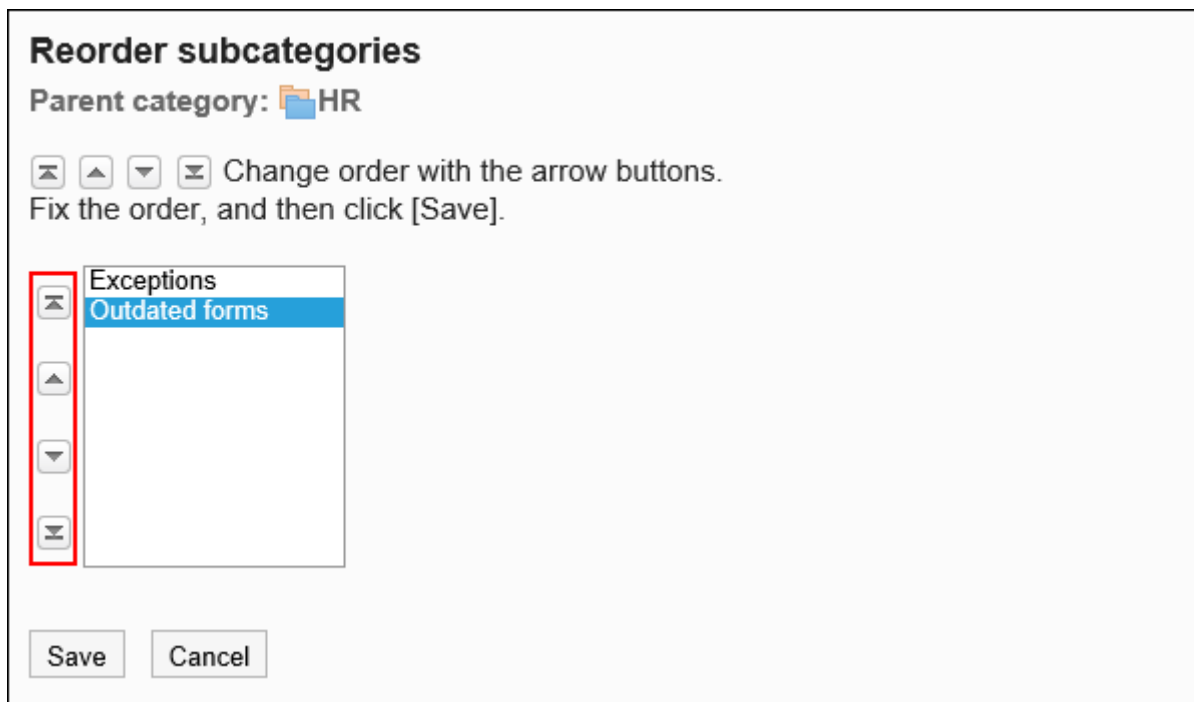 Reorder subcategories
Parent category: HR
Change order with the arrow buttons.
Fix the order, and then click [Save].
Exceptions
Outdated forms
Save Cancel